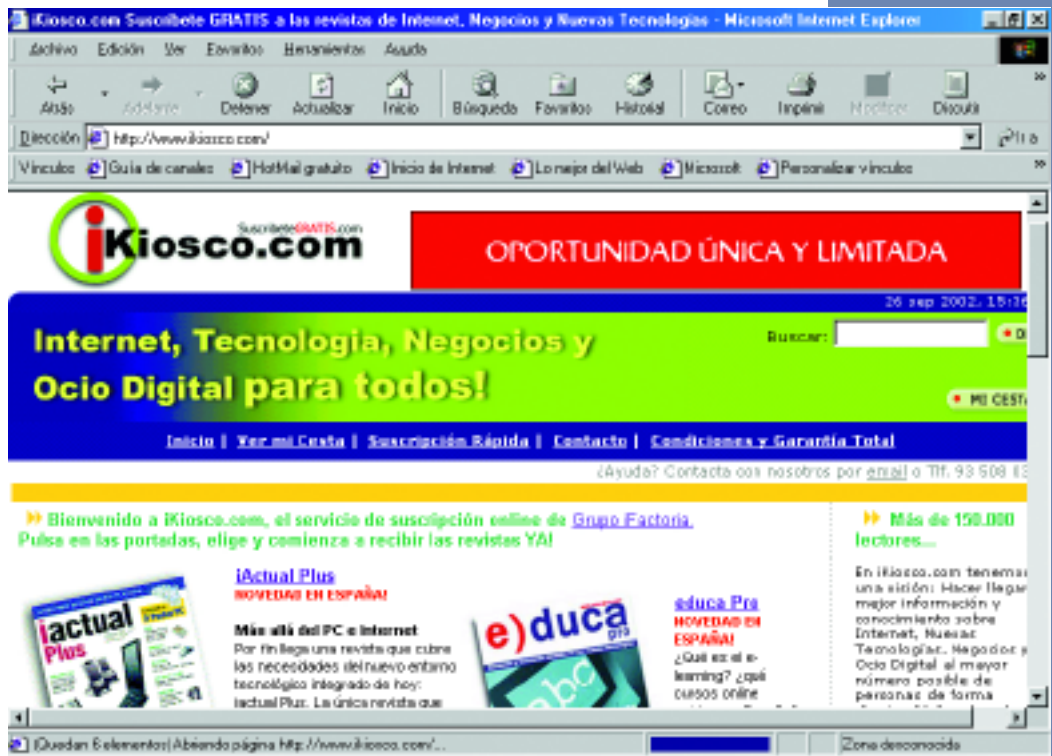 iKiosco.com Suscríbete GRATIS a las revistas de Internet, Negocios y Nuevas Tecnologías - Microsoft Internet Explorer
Archivo Edición Ver Favoritos Herramientas Ayuda
Atrás Adelante Detener Actualizar Inicio Búsqueda Favoritos Historial Correo Imprimir Modificar Discutir
Dirección http://www.ikiosco.com/ Ir a
Vínculos Guía de canales HotMail gratuito Inicio de Internet Lo mejor del Web Microsoft Personalizar vínculos
SuscribeteGRATIS.com
iKiosco.com
OPORTUNIDAD ÚNICA Y LIMITADA
26 sep 2002, 15:16
Internet, Tecnología, Negocios y
Ocio Digital para todos!
Buscar:
MI CESTA
Inicio | Ver mi Cesta | Suscripción Rápida | Contacto | Condiciones y Garantía Total
¿Ayuda? Contacta con nosotros por email o Tlf. 93 508
Bienvenido a iKiosco.com, el servicio de suscripción online de Grupo Factoria.
Pulsa en las portadas, elige y comienza a recibir las revistas YA!
iactual
Plus
iActual Plus
NOVEDAD EN ESPAÑA!
Más allá del PC e Internet
Por fin llega una revista que cubre
las necesidades del nuevo entorno
tecnológico integrado de hoy:
iactual Plus. La única revista que
e)duca
pro
abc
educa Pro
NOVEDAD EN
ESPAÑA!
¿Qué es el e-
learning? ¿qué
cursos online
Más de 150.000
lectores...
En iKiosco.com tenemos
una visión: Hacer llegar
mejor información y
conocimiento sobre
Internet, Nuevas
Tecnologías, Negocios y
Ocio Digital al mayor
número posible de
personas de forma
(Quedan 6 elementos) Abriendo página http://www.ikiosco.com/...
Zona desconocida